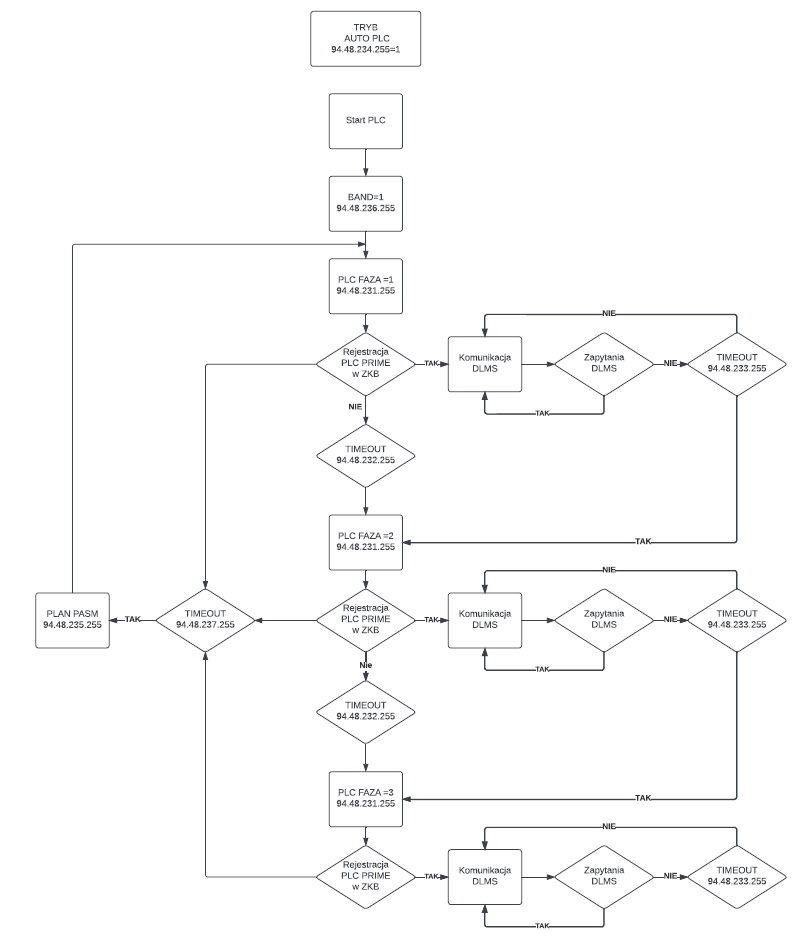 TRYB
AUTO PLC
94.48.234.255=1
Start PLC
BAND=1
94.48.236.255
PLC FAZA =1
94.48.231.255
NIE
Rejestracja
PLC PRIME
w ZKB
TAK
Komunikacja
DLMS
Zapytania
DLMS
NIE
TIMEOUT
94.48.233.255
TAK
NIE
TIMEOUT
94.48.232.255
PLC FAZA =2
94.48.231.255
TAK
NIE
PLAN PASM
94.48.235.255
TAK
TIMEOUT
94.48.237.255
Rejestracja
PLC PRIME
w ZKB
TAK
Komunikacja
DLMS
Zapytania
DLMS
NIE
TIMEOUT
94.48.233.255
TAK
Nie
TIMEOUT
94.48.232.255
PLC FAZA =3
94.48.231.255
TAK
NIE
Rejestracja
PLC PRIME
w ZKB
TAK
Komunikacja
DLMS
Zapytania
DLMS
NIE
TIMEOUT
94.48.233.255
TAK